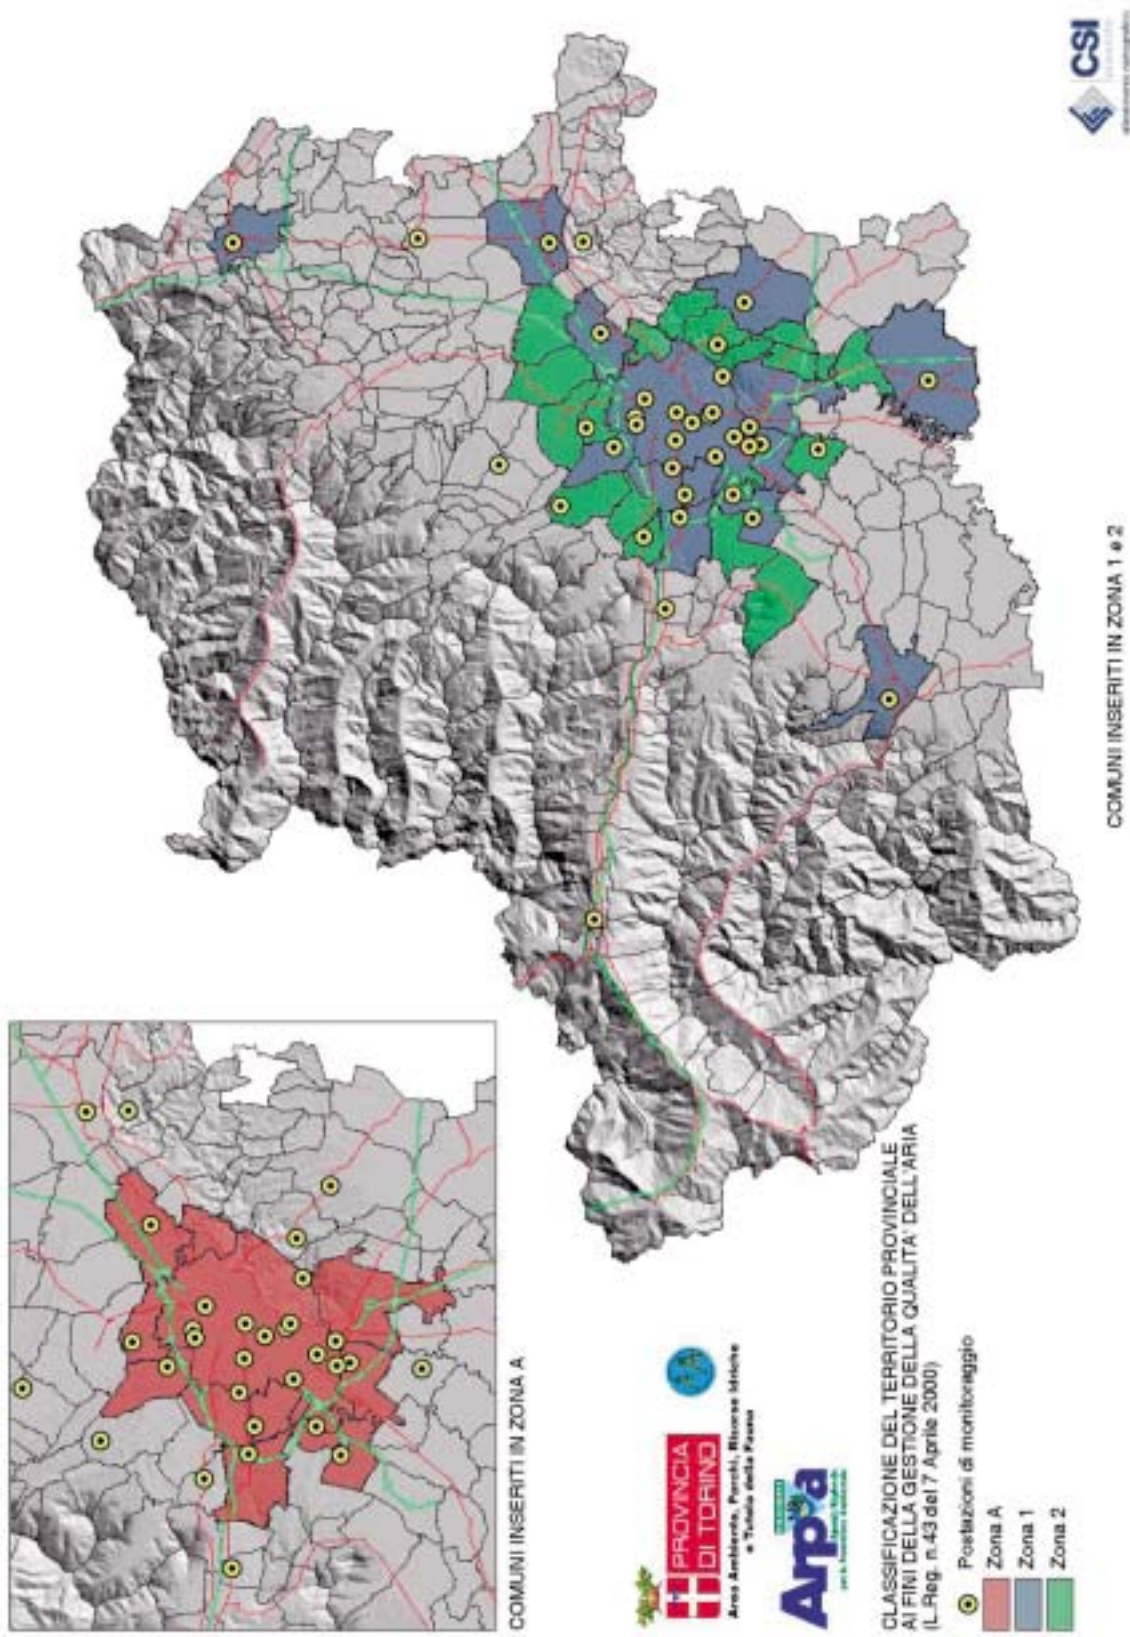 COMUNI INSERITI IN ZONA A
PROVINCIA
DI TORINO
Area Ambiente, Parchi, Risorse Idriche
e Tutela della Fauna
Arpa
CLASSIFICAZIONE DEL TERRITORIO PROVINCIALE
AI FINI DELLA GESTIONE DELLA QUALITA' DELL'ARIA
(L.Reg. n.43 del 7 Aprile 2000)
Postazioni di monitoraggio
Zona A
Zona 1
Zona 2
COMUNI INSERITI IN ZONA 1 e 2
CSI